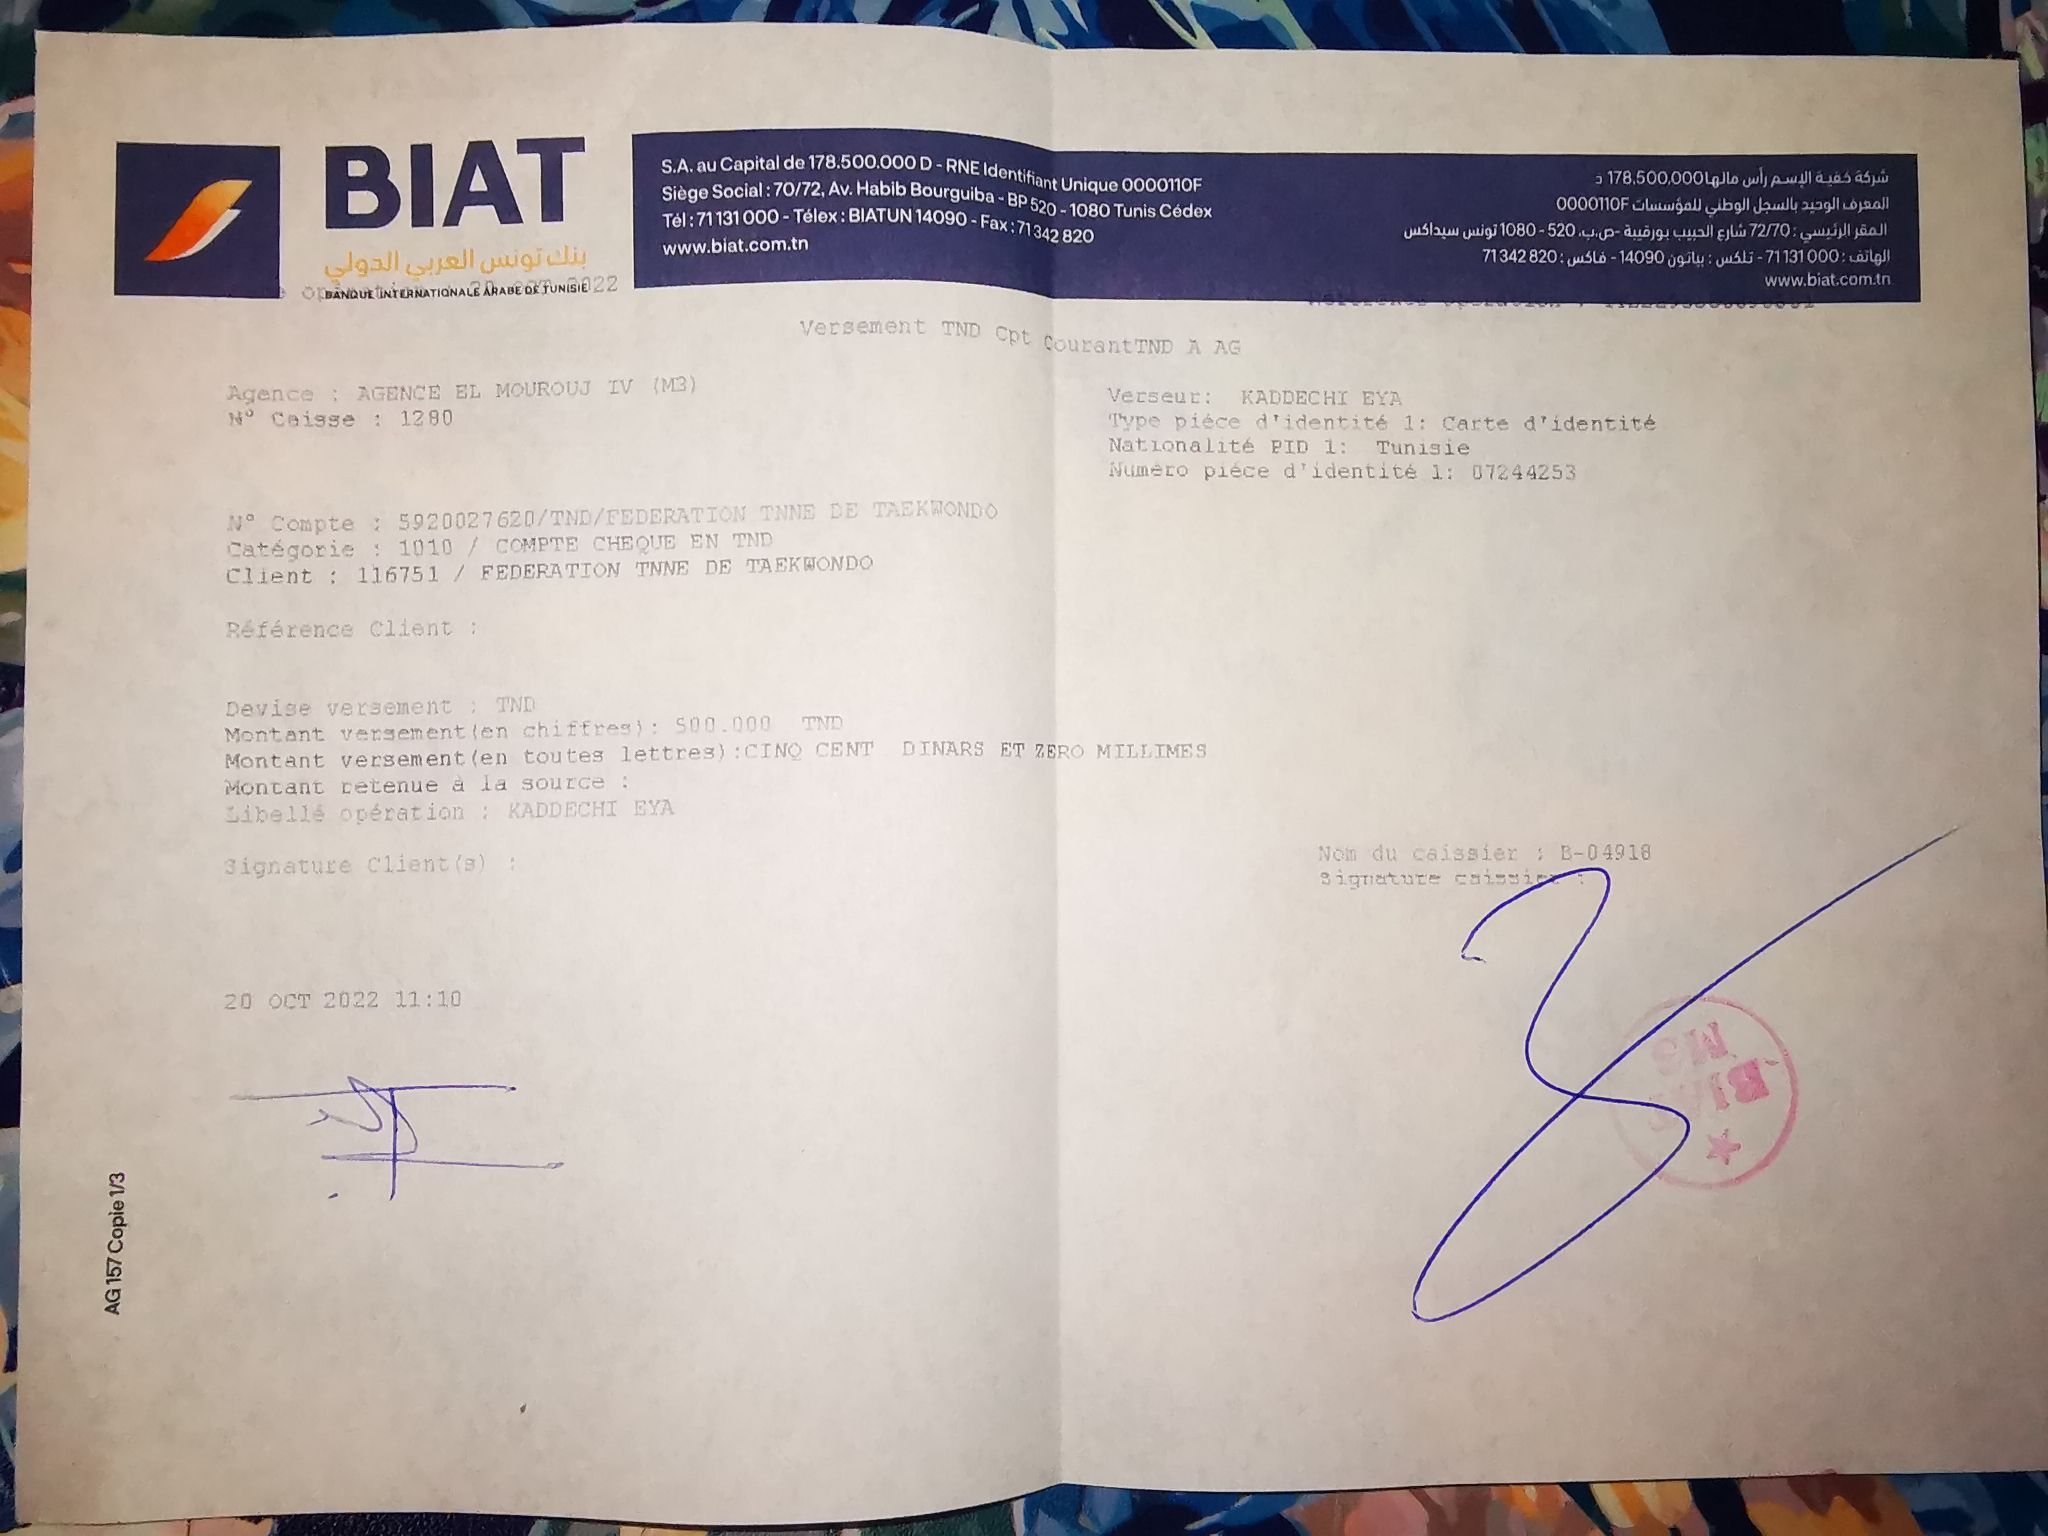 BIAT
بنك تونس العربي الدولي
BANQUE INTERNATIONALE ARABE DE TUNISIE
S.A. au Capital de 178.500.000 D - RNE Identifiant Unique 0000110F
Siège Social : 70/72, Av. Habib Bourguiba - BP 520 - 1080 Tunis Cédex
Tél : 71 131 000 - Télex : BIATUN 14090 - Fax : 71 342 820
www.biat.com.tn
شركة خفية الإسم رأس مالها 178,500,000 د
المعرف الوحيد بالسجل الوطني للمؤسسات 0000110F
المقر الرئيسي : 72/70 شارع الحبيب بورقيبة -ص.ب. 520 - 1080 تونس سيداكس
الهاتف : 71 131 000 - تلكس : بياتون 14090 - فاكس : 71 342 820
www.biat.com.tn
opération : 20 OCT 2022
Versement TND Cpt CourantTND A AG
Agence : AGENCE EL MOUROUJ IV (M3)
N° Caisse : 1280
Verseur: KADDECHI EYA
Type piéce d'identité 1: Carte d'identité
Nationalité PID 1: Tunisie
Numéro piéce d'identité 1: 07244253
N° Compte : 5920027620/TND/FEDERATION TNNE DE TAEKWONDO
Catégorie : 1010 / COMPTE CHEQUE EN TND
Client : 116751 / FEDERATION TNNE DE TAEKWONDO
Référence Client :
Devise versement : TND
Montant versement(en chiffres): 500.000 TND
Montant versement(en toutes lettres):CINQ CENT DINARS ET ZERO MILLIMES
Montant retenue à la source :
Libellé opération : KADDECHI EYA
Signature Client(s) :
Nom du caissier : B-04918
Signature caissier :
20 OCT 2022 11:10
BIAT
M3
AG 157 Copie 1/3